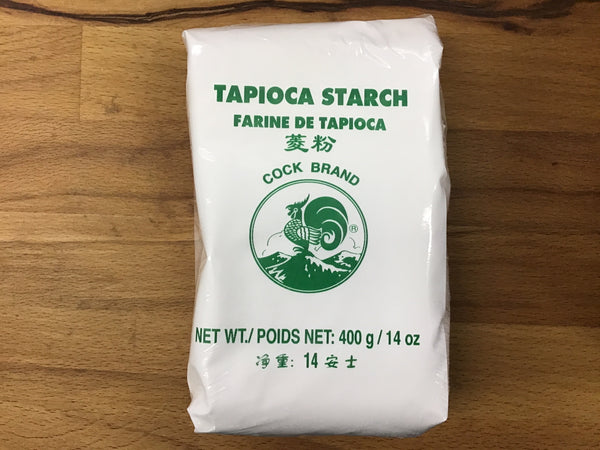 TAPIOCA STARCH
FARINE DE TAPIOCA
菱粉
COCK BRAND
®
NET WT./ POIDS NET: 400 g / 14 oz
净重: 14 安士